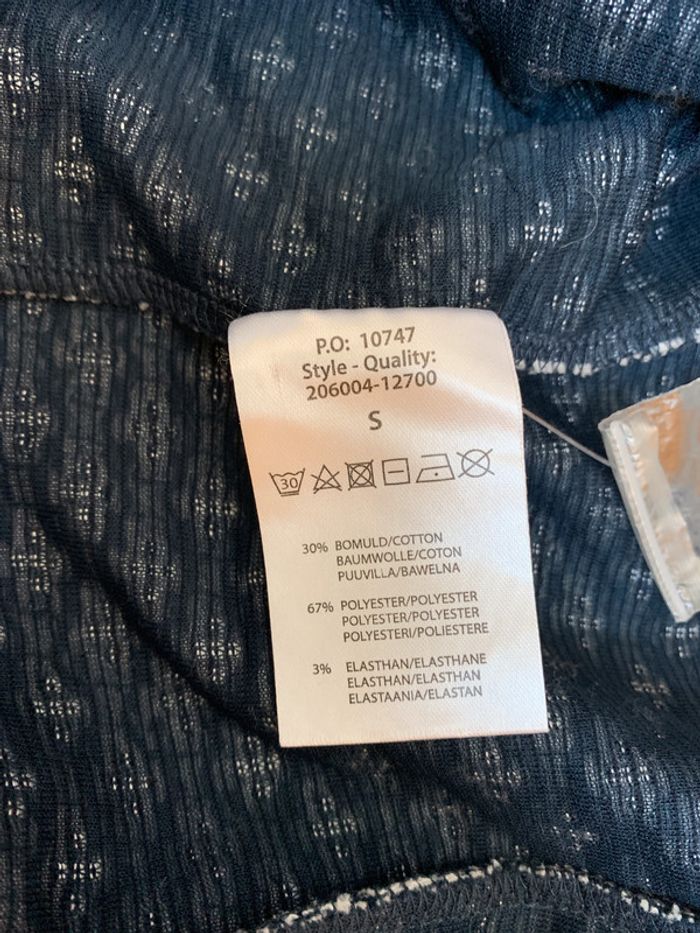 P.O: 10747
Style - Quality:
206004-12700
S
30
30% BOMULD/COTTON
BAUMWOLLE/COTON
PUUVILLA/BAWELNA
67% POLYESTER/POLYESTER
POLYESTER/POLYESTER
POLYESTERI/POLIESTERE
3% ELASTHAN/ELASTHANE
ELASTHAN/ELASTHAN
ELASTAANIA/ELASTAN